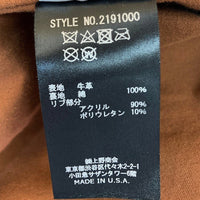 STYLE NO.2191000
表地 牛革 100%
裏地 綿
リブ部分
アクリル 90%
ポリウレタン 10%
㈱上野商会
東京都渋谷区代々木2-2-1
小田急サザンタワー6階
MADE IN U.S.A.